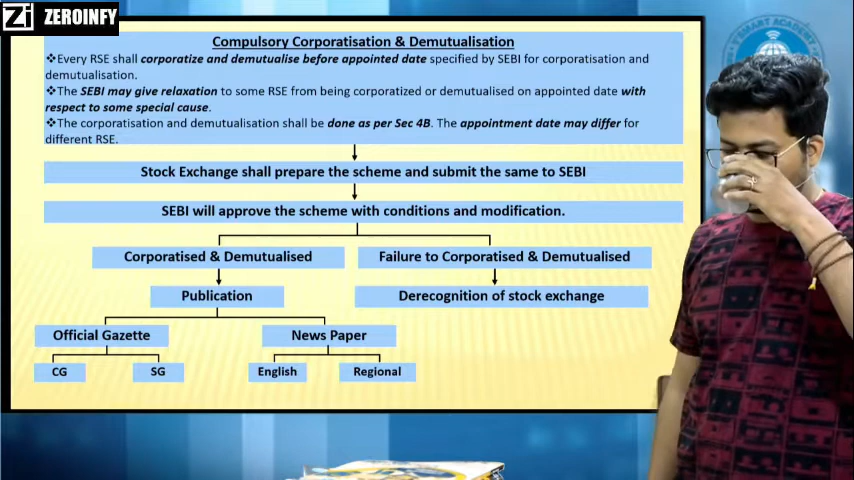 Zi ZEROINFY
Compulsory Corporatisation & Demutualisation
❖Every RSE shall corporatize and demutualise before appointed date specified by SEBI for corporatisation and
demutualisation.
❖The SEBI may give relaxation to some RSE from being corporatized or demutualised on appointed date with
respect to some special cause.
❖The corporatisation and demutualisation shall be done as per Sec 4B. The appointment date may differ for
different RSE.
Stock Exchange shall prepare the scheme and submit the same to SEBI
SEBI will approve the scheme with conditions and modification.
Corporatised & Demutualised
Failure to Corporatised & Demutualised
Publication
Derecognition of stock exchange
Official Gazette
News Paper
CG
SG
English
Regional